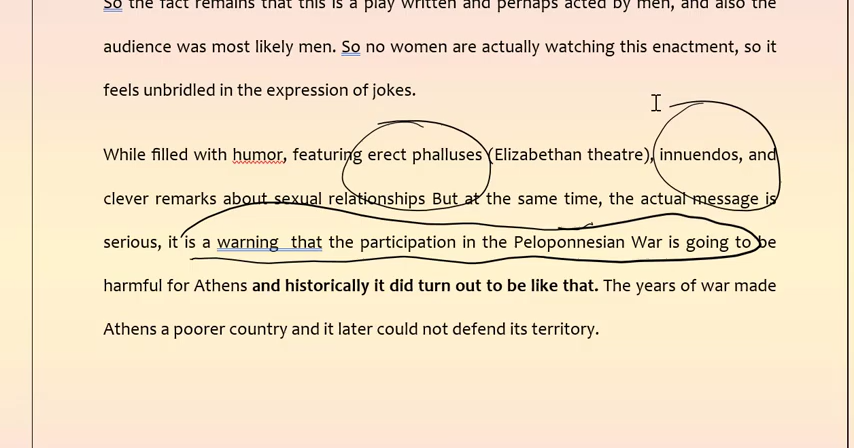 So the fact remains that this is a play written and perhaps acted by men, and also the
audience was most likely men. So no women are actually watching this enactment, so it
feels unbridled in the expression of jokes.
While filled with humor, featuring erect phalluses (Elizabethan theatre), innuendos, and
clever remarks about sexual relationships But at the same time, the actual message is
serious, it is a warning  that the participation in the Peloponnesian War is going to be
harmful for Athens and historically it did turn out to be like that. The years of war made
Athens a poorer country and it later could not defend its territory.